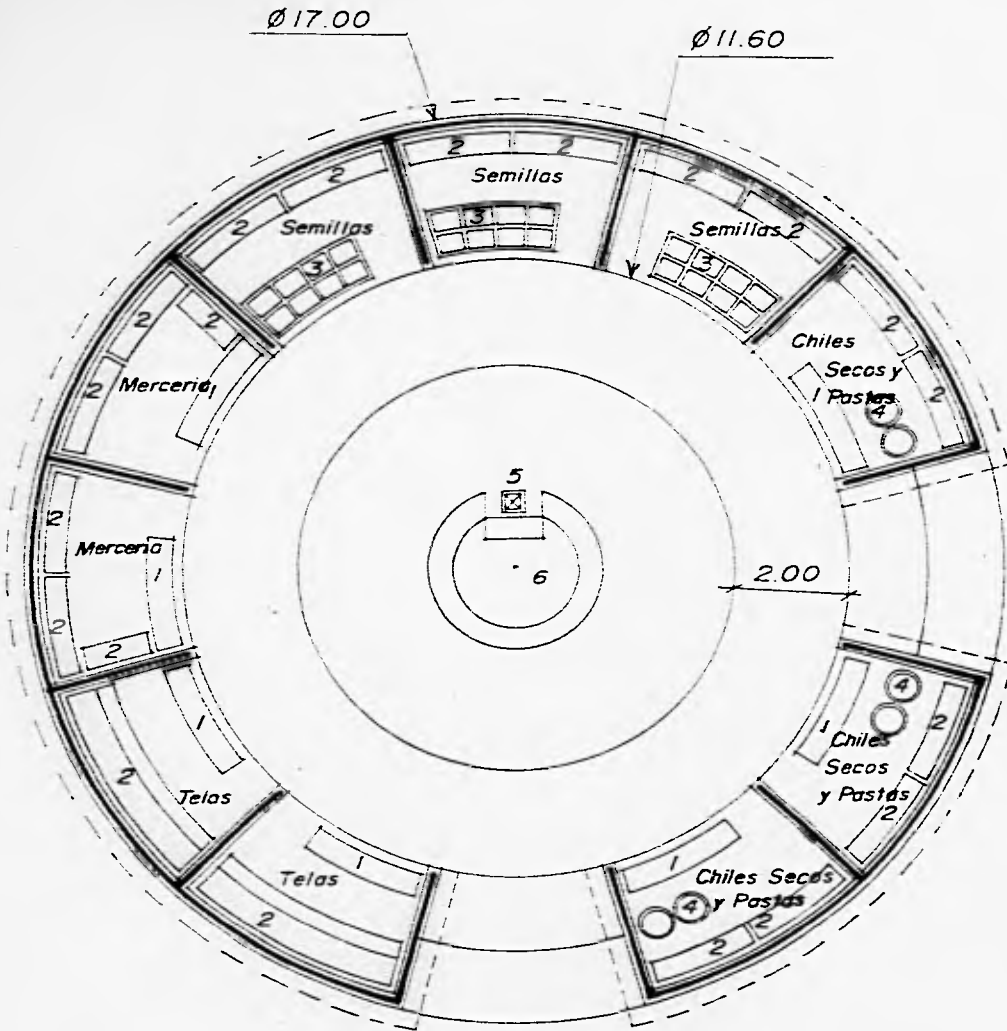 Ø17.00
Ø11.60
2
2
Semillas
3
2
2
Semillas
3
2
2
Semillas
3
2
2
2
Merceria
1
Chiles
Secos y
Pastas
1
4
2
2
2
2
2
Merceria
1
5
6
2.00
2
1
Telas
4
1
2
2
Chiles
Secos
y Pastas
2
1
Telas
1
4
2
2
Chiles Secos
y Pastas